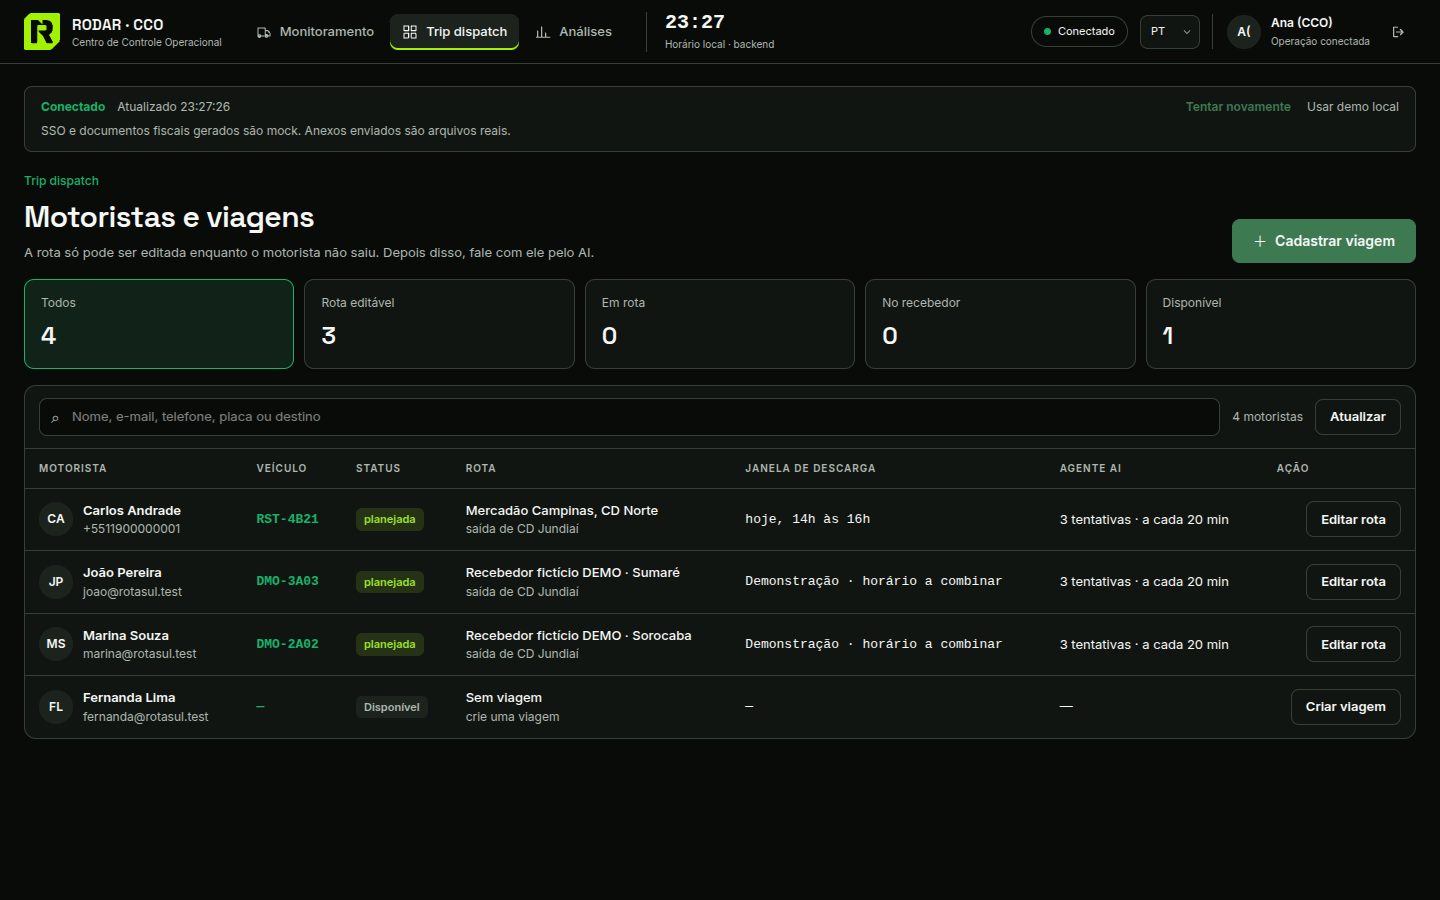 RODAR · CCO
Centro de Controle Operacional
Monitoramento
Trip dispatch
Análises
23:27
Horário local · backend
Conectado
PT
A(
Ana (CCO)
Operação conectada
Conectado Atualizado 23:27:26
Tentar novamente Usar demo local
SSO e documentos fiscais gerados são mock. Anexos enviados são arquivos reais.
Trip dispatch
Motoristas e viagens
A rota só pode ser editada enquanto o motorista não saiu. Depois disso, fale com ele pelo AI.
+ Cadastrar viagem
Todos
4
Rota editável
3
Em rota
0
No recebedor
0
Disponível
1
Nome, e-mail, telefone, placa ou destino
4 motoristas
Atualizar
MOTORISTA VEÍCULO STATUS ROTA JANELA DE DESCARGA AGENTE AI AÇÃO
CA
Carlos Andrade
+5511900000001
RST-4B21
planejada
Mercadão Campinas, CD Norte
saída de CD Jundiaí
hoje, 14h às 16h
3 tentativas · a cada 20 min
Editar rota
JP
João Pereira
joao@rotasul.test
DMO-3A03
planejada
Recebedor fictício DEMO · Sumaré
saída de CD Jundiaí
Demonstração · horário a combinar
3 tentativas · a cada 20 min
Editar rota
MS
Marina Souza
marina@rotasul.test
DMO-2A02
planejada
Recebedor fictício DEMO · Sorocaba
saída de CD Jundiaí
Demonstração · horário a combinar
3 tentativas · a cada 20 min
Editar rota
FL
Fernanda Lima
fernanda@rotasul.test
—
Disponível
Sem viagem
crie uma viagem
—
—
Criar viagem